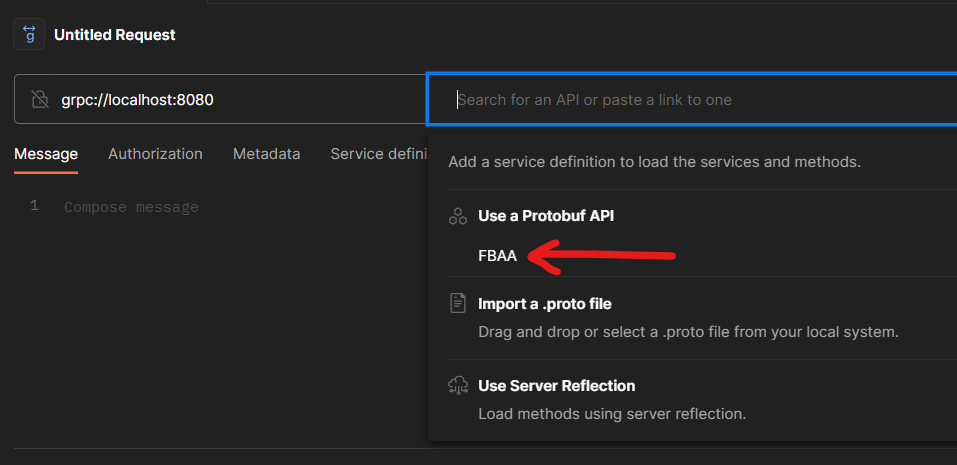 g Untitled Request
grpc://localhost:8080
Search for an API or paste a link to one
Message Authorization Metadata Service defini
Add a service definition to load the services and methods.
1 Compose message
Use a Protobuf API
FBAA
Import a .proto file
Drag and drop or select a .proto file from your local system.
Use Server Reflection
Load methods using server reflection.